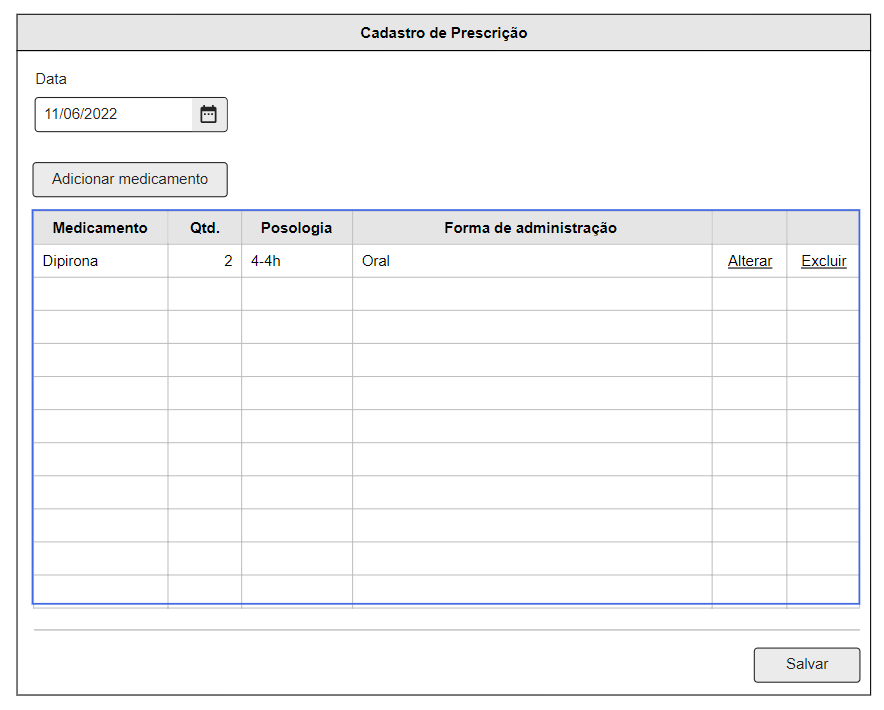 Cadastro de Prescrição
Data
11/06/2022
Adicionar medicamento
Medicamento Qtd. Posologia Forma de administração
Dipirona 2 4-4h Oral Alterar Excluir
Salvar